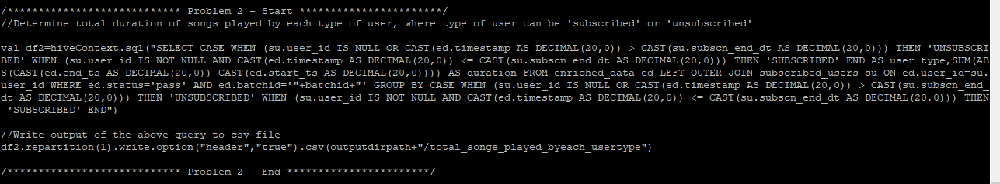 /**************************** Problem 2 - Start ***********************/
//Determine total duration of songs played by each type of user, where type of user can be 'subscribed' or 'unsubscribed'
val df2=hiveContext.sql("SELECT CASE WHEN (su.user_id IS NULL OR CAST(ed.timestamp AS DECIMAL(20,0)) > CAST(su.subscn_end_dt AS DECIMAL(20,0))) THEN 'UNSUBSCRI
BED' WHEN (su.user_id IS NOT NULL AND CAST(ed.timestamp AS DECIMAL(20,0)) <= CAST(su.subscn_end_dt AS DECIMAL(20,0))) THEN 'SUBSCRIBED' END AS user_type,SUM(AB
S(CAST(ed.end_ts AS DECIMAL(20,0))-CAST(ed.start_ts AS DECIMAL(20,0)))) AS duration FROM enriched_data ed LEFT OUTER JOIN subscribed_users su ON ed.user_id=su.
user_id WHERE ed.status='pass' AND ed.batchid='"+batchid+"' GROUP BY CASE WHEN (su.user_id IS NULL OR CAST(ed.timestamp AS DECIMAL(20,0)) > CAST(su.subscn_end_
dt AS DECIMAL(20,0))) THEN 'UNSUBSCRIBED' WHEN (su.user_id IS NOT NULL AND CAST(ed.timestamp AS DECIMAL(20,0)) <= CAST(su.subscn_end_dt AS DECIMAL(20,0))) THEN
 'SUBSCRIBED' END")
//Write output of the above query to csv file
df2.repartition(1).write.option("header","true").csv(outputdirpath+"/total_songs_played_byeach_usertype")
/**************************** Problem 2 - End ***********************/